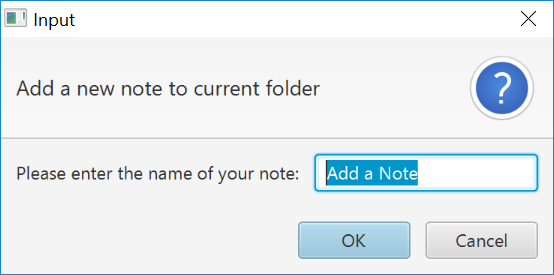 Input
Add a new note to current folder
?
Please enter the name of your note: Add a Note
OK Cancel